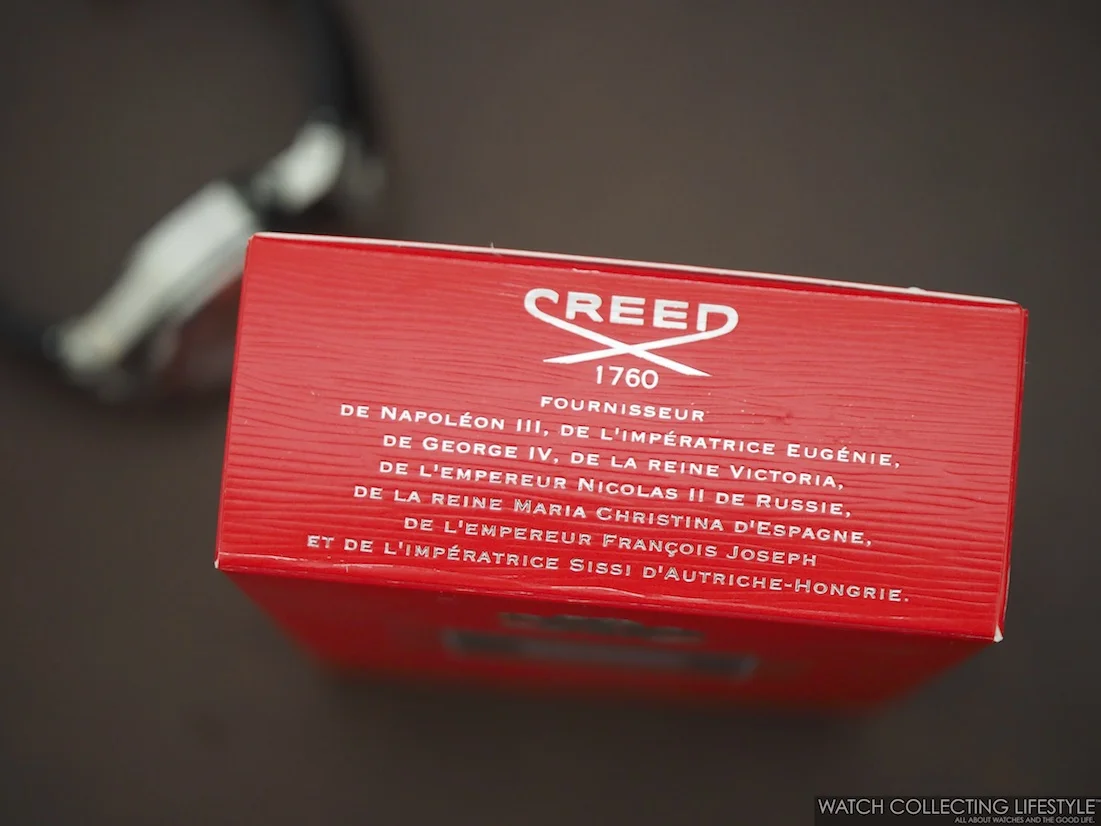 CREED
1760
FOURNISSEUR
DE NAPOLÉON III, DE L'IMPÉRATRICE EUGÉNIE,
DE GEORGE IV, DE LA REINE VICTORIA,
DE L'EMPEREUR NICOLAS II DE RUSSIE,
DE LA REINE MARIA CHRISTINA D'ESPAGNE,
DE L'EMPEREUR FRANÇOIS JOSEPH
ET DE L'IMPÉRATRICE SISSI D'AUTRICHE-HONGRIE.
WATCH COLLECTING LIFESTYLE™
ALL ABOUT WATCHES AND THE GOOD LIFE.